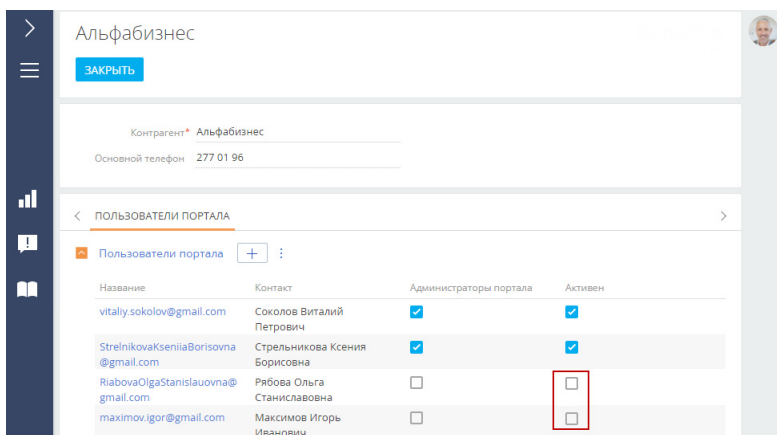 Альфабизнес
ЗАКРЫТЬ
Контрагент* Альфабизнес
Основной телефон 277 01 96
ПОЛЬЗОВАТЕЛИ ПОРТАЛА
Пользователи портала
Название Контакт Администраторы портала Активен
vitaliy.sokolov@gmail.com Соколов Виталий
Петрович
StrelnikovaKseniiaBorisovna Стрельникова Ксения
@gmail.com Борисовна
RiabovaOlgaStanislauovna@ Рябова Ольга
gmail.com Станиславовна
maximov.igor@gmail.com Максимов Игорь
Иванович